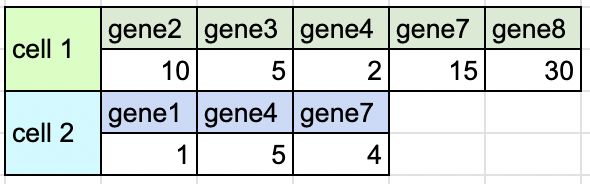 cell 1 gene2 gene3 gene4 gene7 gene8
10 5 2 15 30
cell 2 gene1 gene4 gene7
1 5 4